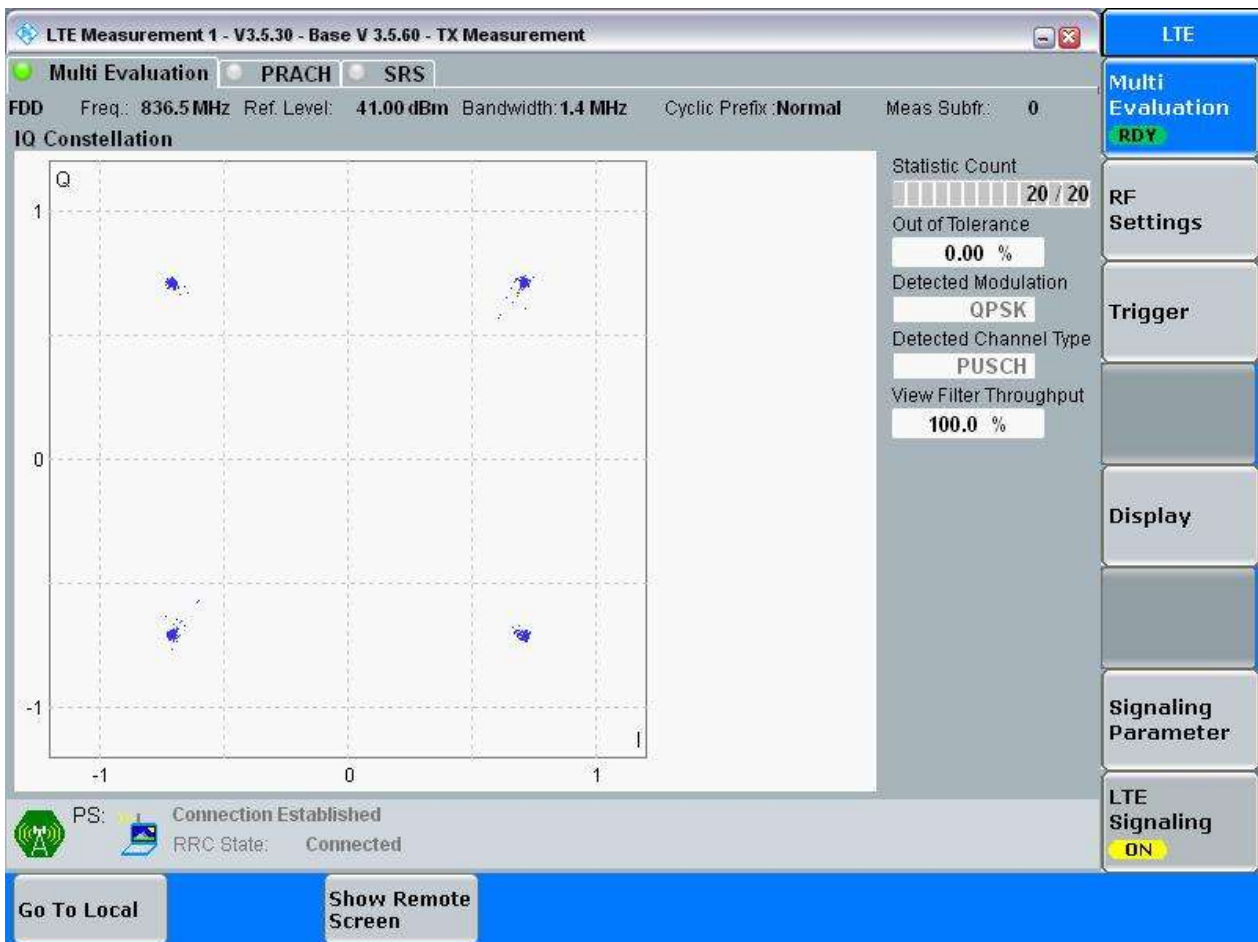 LTE Measurement 1 - V3.5.30 - Base V 3.5.60 - TX Measurement
LTE
Multi Evaluation PRACH SRS
FDD Freq.: 836.5 MHz Ref. Level: 41.00 dBm Bandwidth: 1.4 MHz Cyclic Prefix : Normal Meas Subfr.: 0
IQ Constellation
Q
1
0
-1
I
-1 0 1
Statistic Count
20 / 20
Out of Tolerance
0.00 %
Detected Modulation
QPSK
Detected Channel Type
PUSCH
View Filter Throughput
100.0 %
Multi
Evaluation
RDY
RF
Settings
Trigger
Display
Signaling
Parameter
LTE
Signaling
ON
PS: Connection Established
RRC State: Connected
Go To Local
Show Remote
Screen